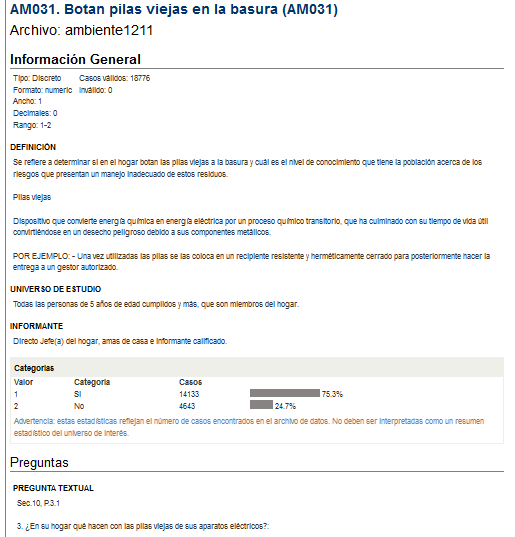 AM031. Botan pilas viejas en la basura (AM031)
Archivo: ambiente1211
Información General
Tipo: Discreto Casos válidos: 18776
Formato: numeric Inválido: 0
Ancho: 1
Decimales: 0
Rango: 1-2
DEFINICIÓN
Se refiere a determinar si en el hogar botan las pilas viejas a la basura y cuál es el nivel de conocimiento que tiene la población acerca de los
riesgos que presentan un manejo inadecuado de estos residuos.
Pilas viejas
Dispositivo que convierte energía química en energía eléctrica por un proceso químico transitorio, que ha culminado con su tiempo de vida útil
convirtiéndose en un desecho peligroso debido a sus componentes metálicos.
POR EJEMPLO: - Una vez utilizadas las pilas se las coloca en un recipiente resistente y herméticamente cerrado para posteriormente hacer la
entrega a un gestor autorizado.
UNIVERSO DE ESTUDIO
Todas las personas de 5 años de edad cumplidos y más, que son miembros del hogar.
INFORMANTE
Directo Jefe(a) del hogar, amas de casa e informante calificado.
Categorías
Valor Categoría Casos
1 SI 14133 75.3%
2 No 4643 24.7%
Advertencia: estas estadísticas reflejan el número de casos encontrados en el archivo de datos. No deben ser interpretadas como un resumen
estadístico del universo de interés.
Preguntas
PREGUNTA TEXTUAL
Sec.10, P.3.1
3. ¿En su hogar qué hacen con las pilas viejas de sus aparatos eléctricos?: